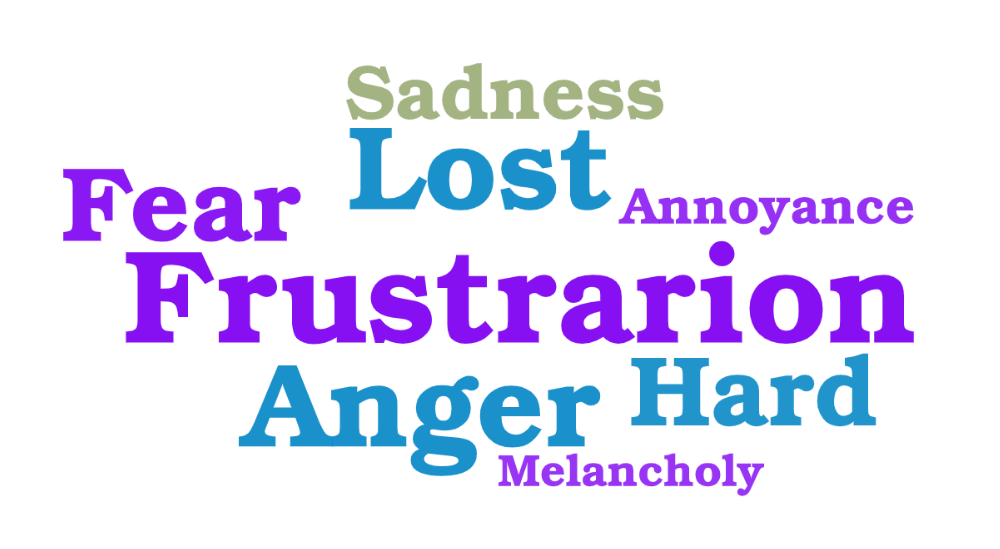 Sadness
Lost
Fear
Annoyance
Frustrarion
Anger
Hard
Melancholy